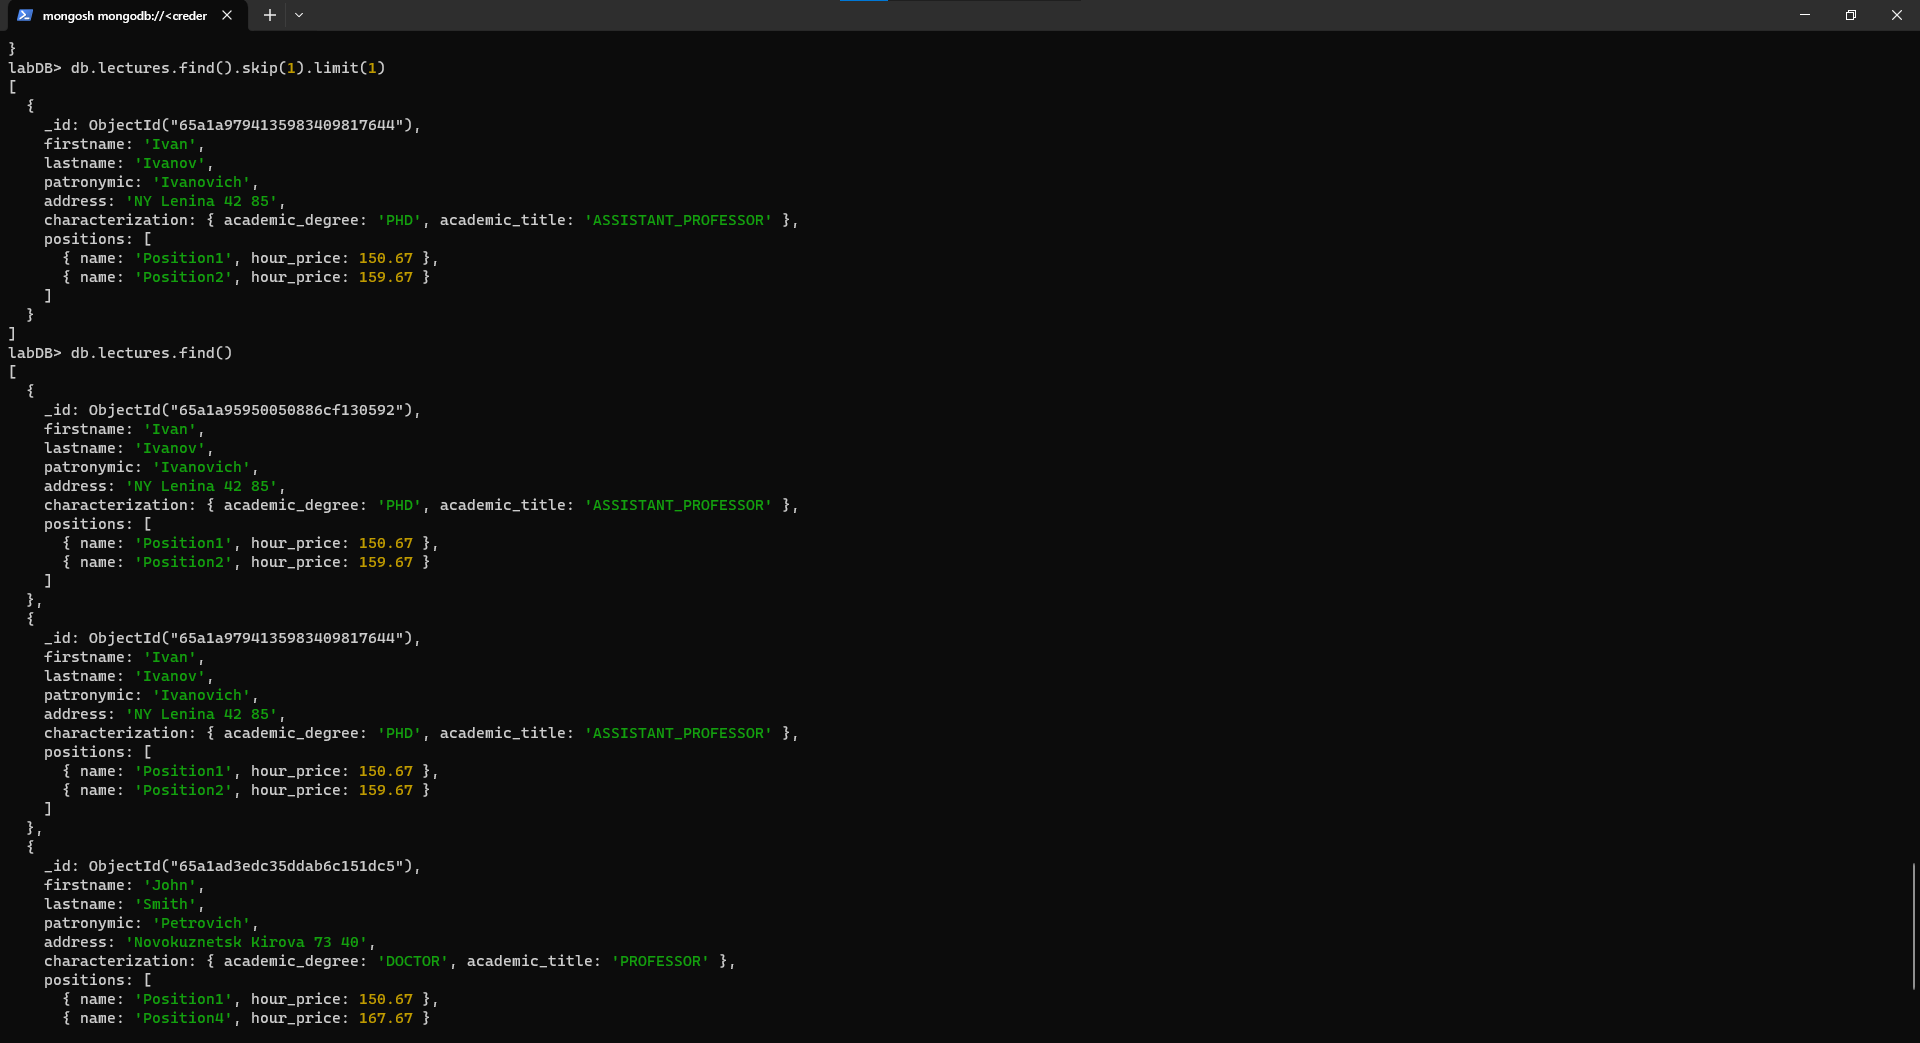 mongosh mongodb://<creder
}
labDB> db.lectures.find().skip(1).limit(1)
[
  {
    _id: ObjectId("65a1a9794135983409817644"),
    firstname: 'Ivan',
    lastname: 'Ivanov',
    patronymic: 'Ivanovich',
    address: 'NY Lenina 42 85',
    characterization: { academic_degree: 'PHD', academic_title: 'ASSISTANT_PROFESSOR' },
    positions: [
      { name: 'Position1', hour_price: 150.67 },
      { name: 'Position2', hour_price: 159.67 }
    ]
  }
]
labDB> db.lectures.find()
[
  {
    _id: ObjectId("65a1a95950050886cf130592"),
    firstname: 'Ivan',
    lastname: 'Ivanov',
    patronymic: 'Ivanovich',
    address: 'NY Lenina 42 85',
    characterization: { academic_degree: 'PHD', academic_title: 'ASSISTANT_PROFESSOR' },
    positions: [
      { name: 'Position1', hour_price: 150.67 },
      { name: 'Position2', hour_price: 159.67 }
    ]
  },
  {
    _id: ObjectId("65a1a9794135983409817644"),
    firstname: 'Ivan',
    lastname: 'Ivanov',
    patronymic: 'Ivanovich',
    address: 'NY Lenina 42 85',
    characterization: { academic_degree: 'PHD', academic_title: 'ASSISTANT_PROFESSOR' },
    positions: [
      { name: 'Position1', hour_price: 150.67 },
      { name: 'Position2', hour_price: 159.67 }
    ]
  },
  {
    _id: ObjectId("65a1ad3edc35ddab6c151dc5"),
    firstname: 'John',
    lastname: 'Smith',
    patronymic: 'Petrovich',
    address: 'Novokuznetsk Kirova 73 40',
    characterization: { academic_degree: 'DOCTOR', academic_title: 'PROFESSOR' },
    positions: [
      { name: 'Position1', hour_price: 150.67 },
      { name: 'Position4', hour_price: 167.67 }